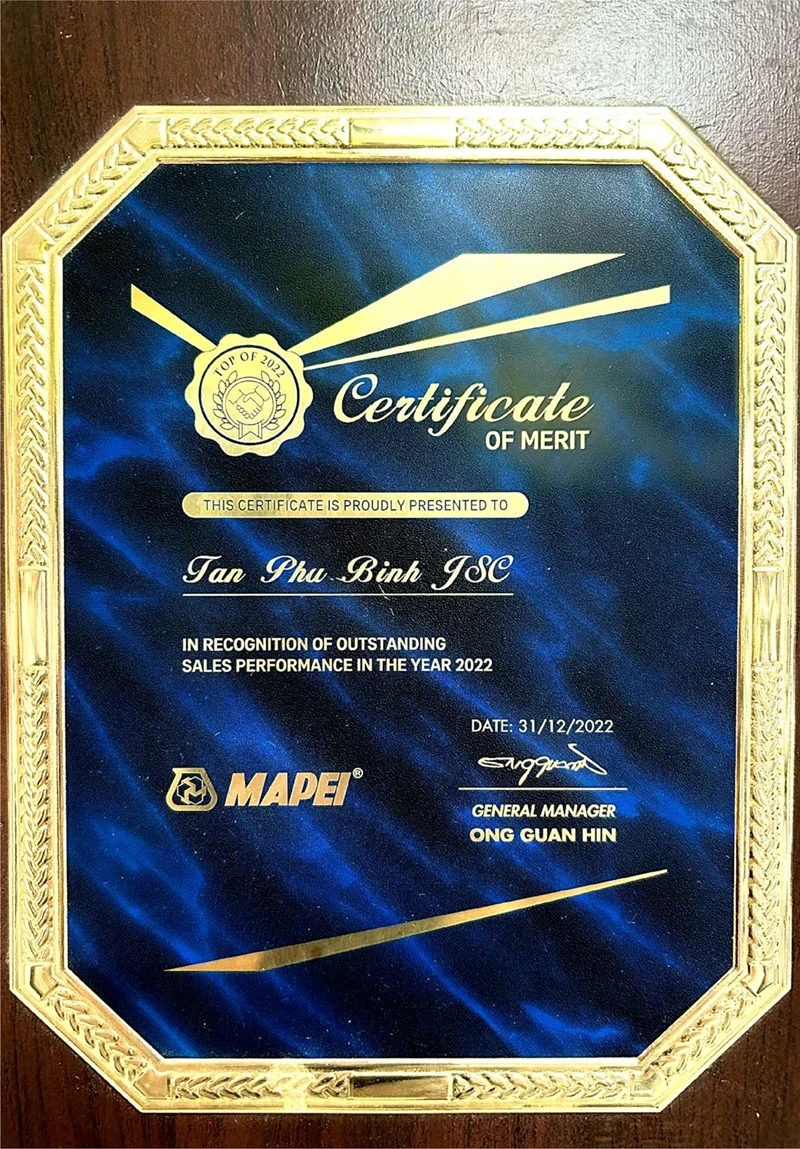 TOP OF 2022
Certificate
OF MERIT
THIS CERTIFICATE IS PROUDLY PRESENTED TO
Tan Phu Binh JSC
IN RECOGNITION OF OUTSTANDING
SALES PERFORMANCE IN THE YEAR 2022
DATE: 31/12/2022
MAPEI®
GENERAL MANAGER
ONG GUAN HIN